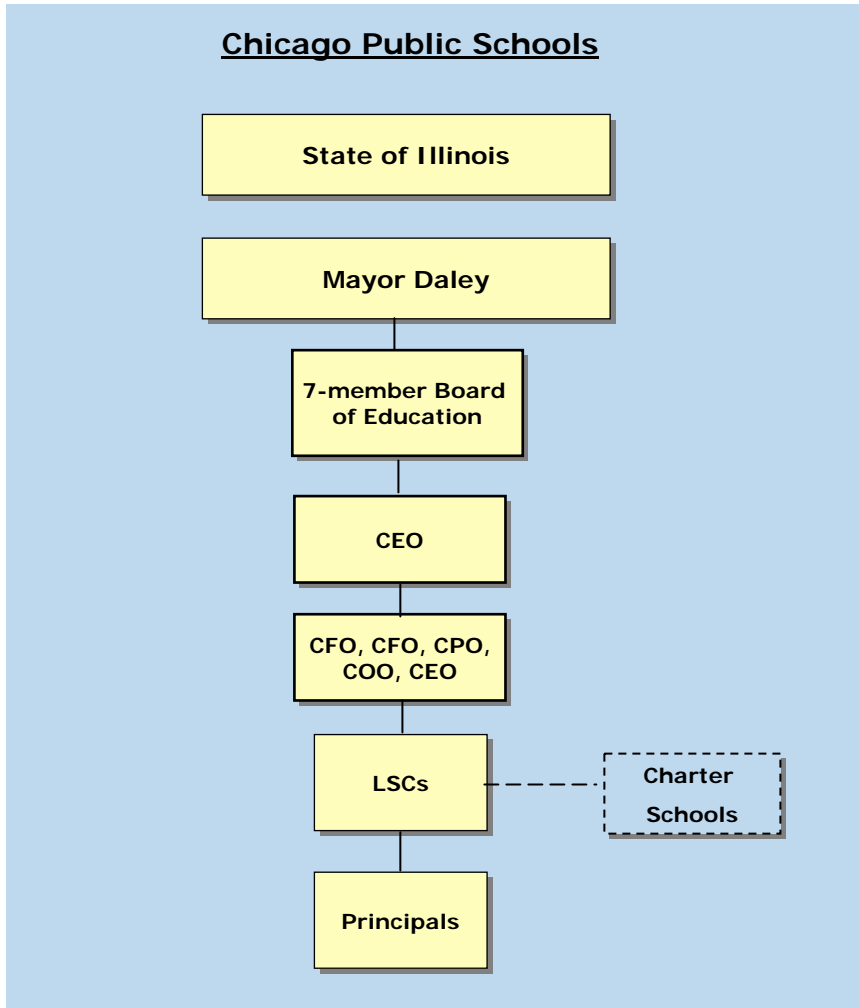 Chicago Public Schools
State of Illinois
Mayor Daley
7-member Board
of Education
CEO
CFO, CFO, CPO,
COO, CEO
LSCs
Charter
Schools
Principals